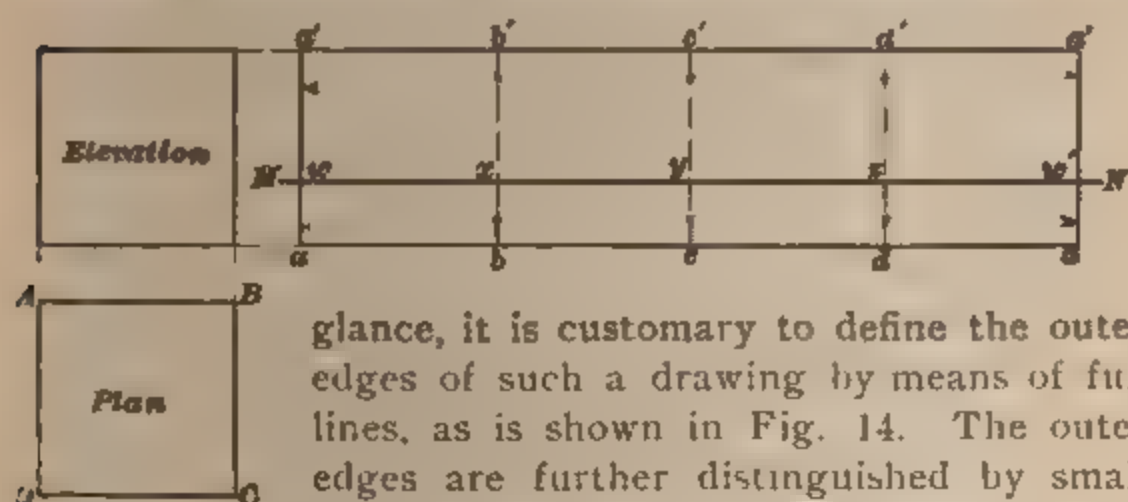 a' b' c' d' a'
Elevation
x y
a b d
A B
Plan
glance, it is customary to define the oute
edges of such a drawing by means of fu
lines, as is shown in Fig. 14. The oute
edges are further distinguished by smal